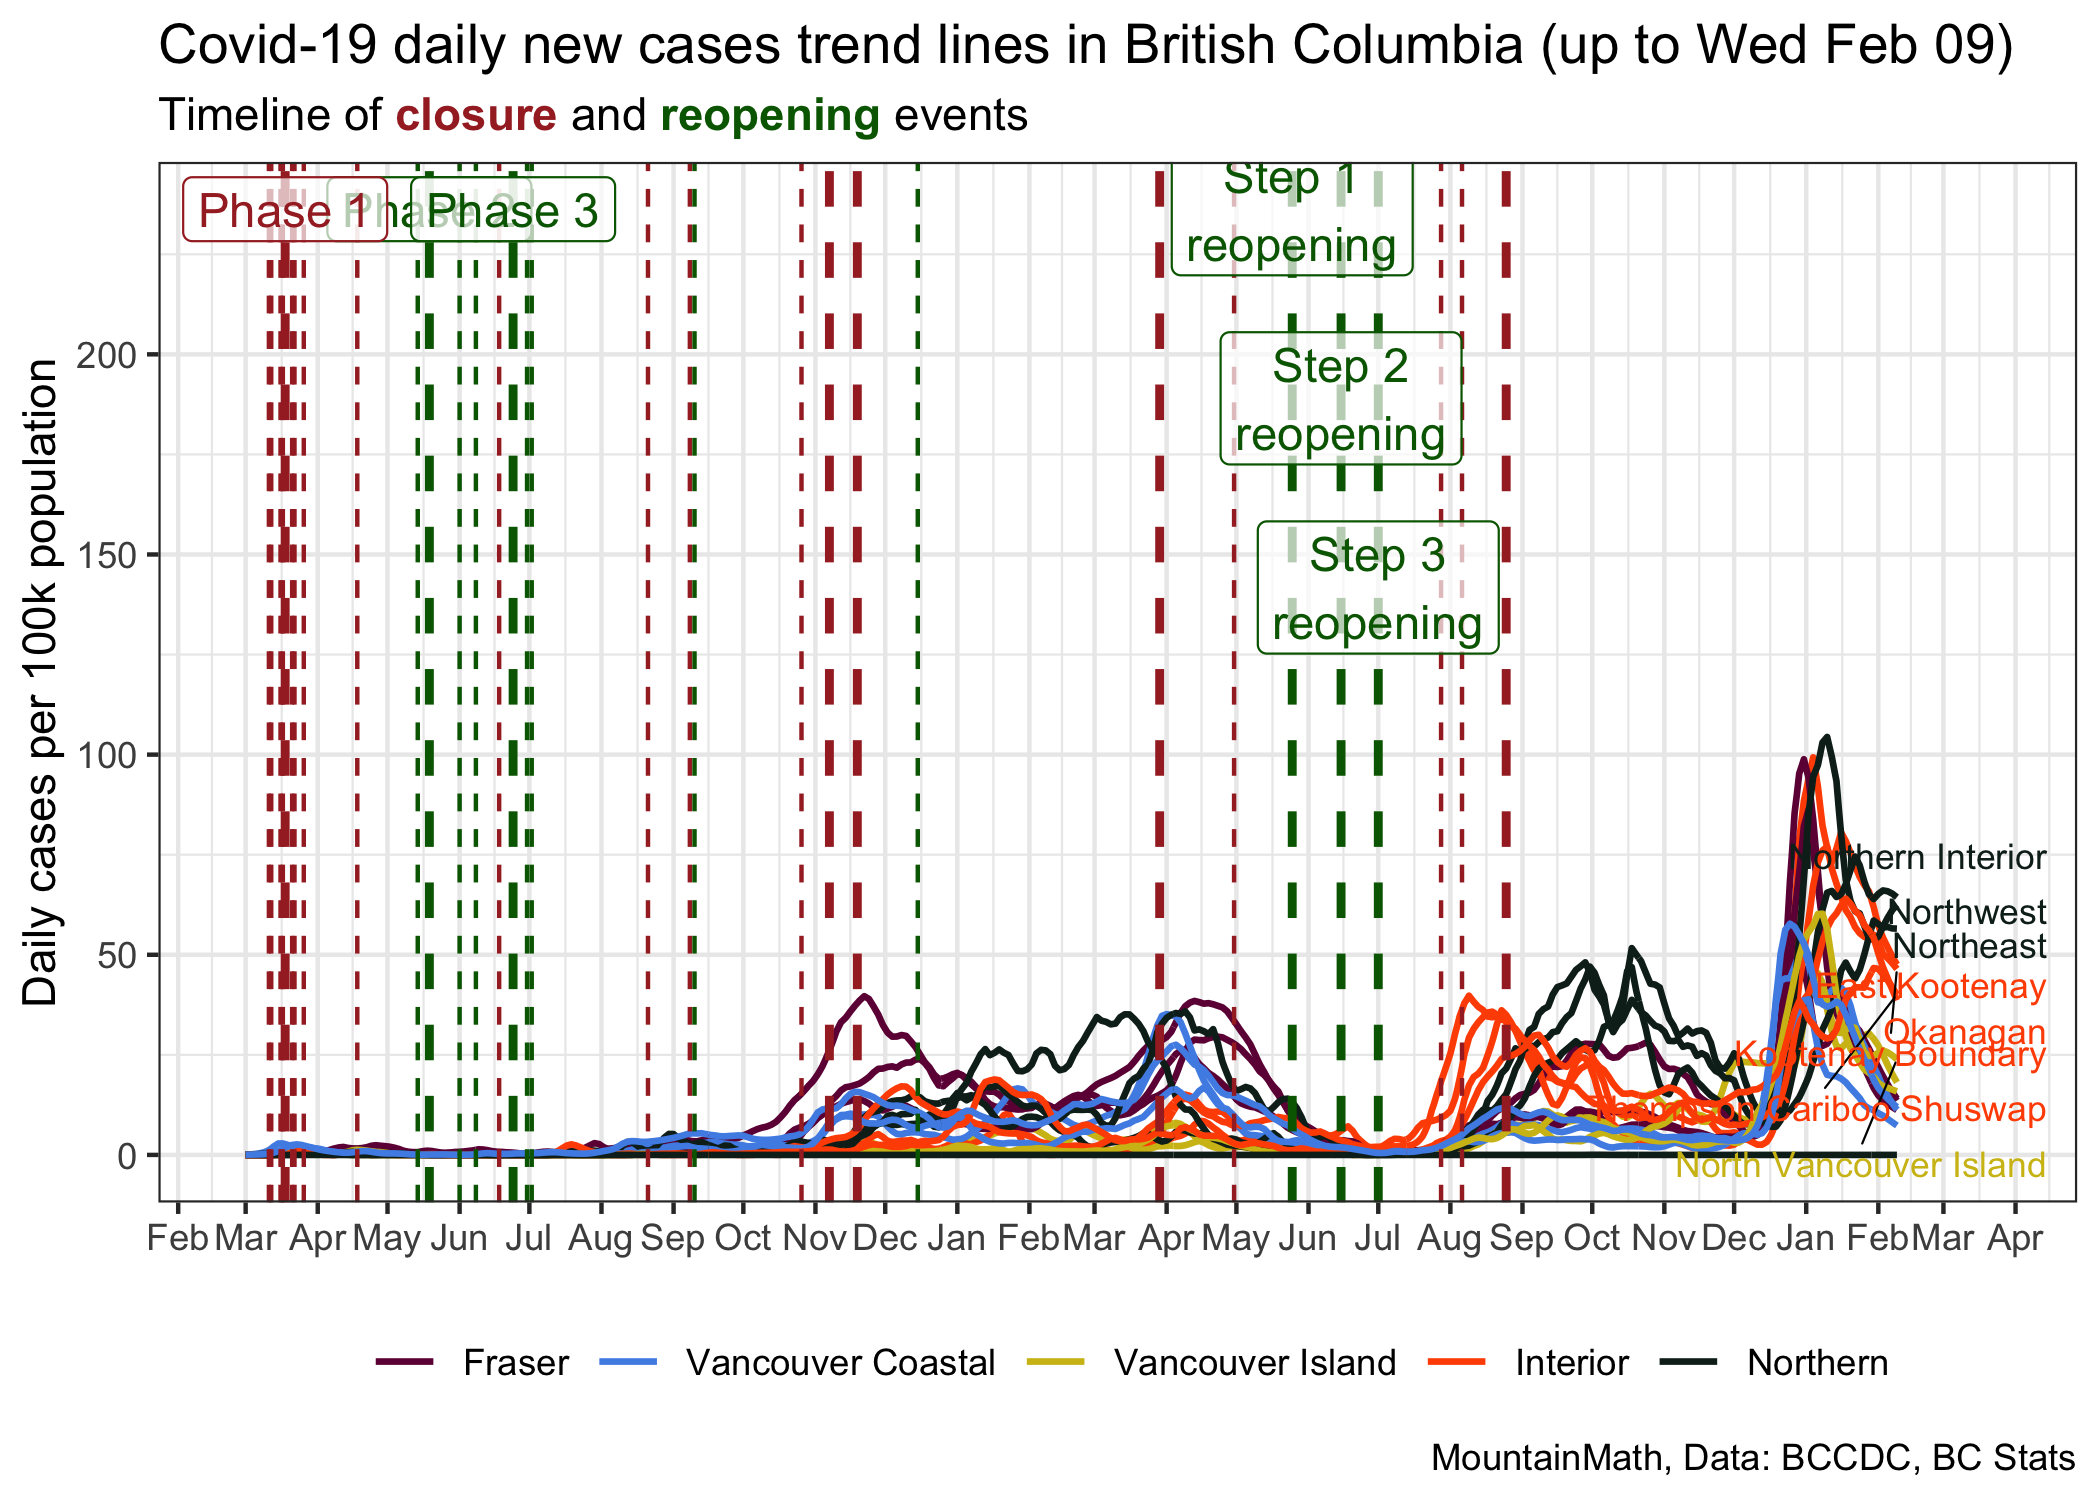 Covid-19 daily new cases trend lines in British Columbia (up to Wed Feb 09)
Timeline of closure and reopening events
Daily cases per 100k population
Phase 1
Phase 2
Phase 3
Step 1
reopening
Step 2
reopening
Step 3
reopening
200
150
100
50
0
Northern Interior
Northwest
Northeast
East Kootenay
Okanagan
Kootenay Boundary
Thompson Cariboo Shuswap
North Vancouver Island
Feb Mar Apr May Jun Jul Aug Sep Oct Nov Dec Jan Feb Mar Apr May Jun Jul Aug Sep Oct Nov Dec Jan Feb Mar Apr
Fraser Vancouver Coastal Vancouver Island Interior Northern
MountainMath, Data: BCCDC, BC Stats